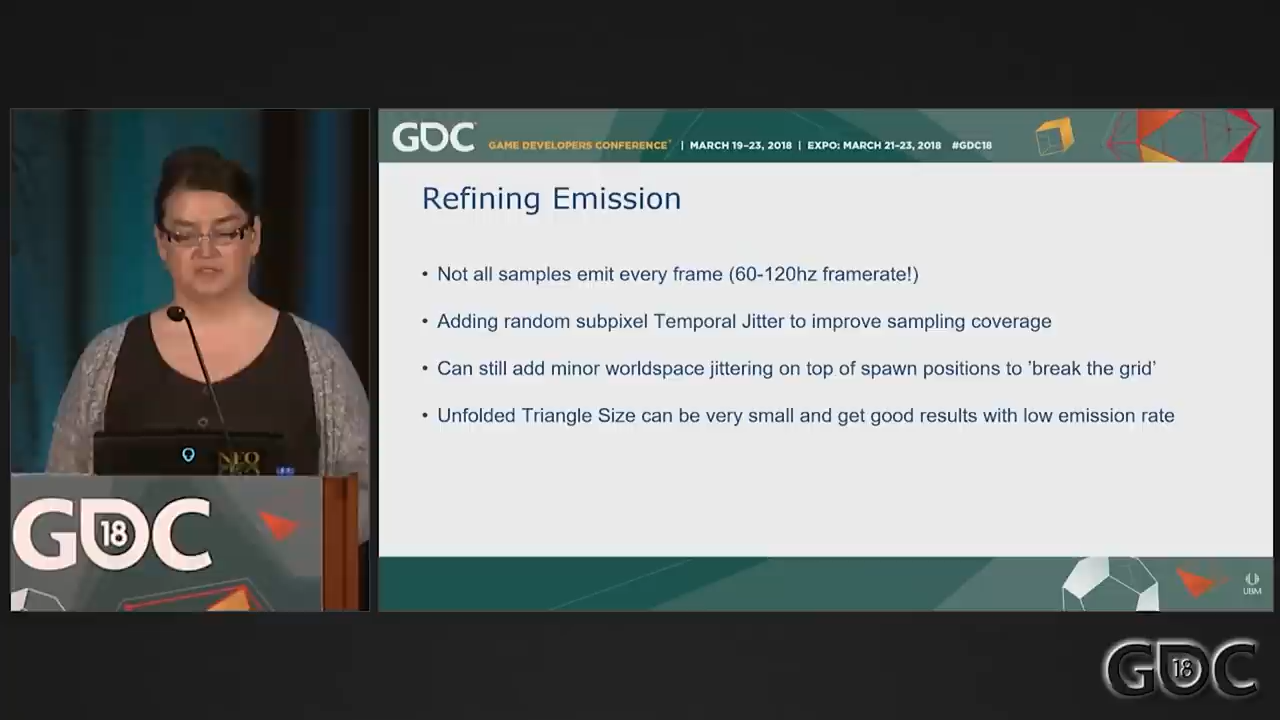 GDC GAME DEVELOPERS CONFERENCE | MARCH 19–23, 2018 | EXPO: MARCH 21–23, 2018 #GDC18
Refining Emission
• Not all samples emit every frame (60-120hz framerate!)
• Adding random subpixel Temporal Jitter to improve sampling coverage
• Can still add minor worldspace jittering on top of spawn positions to ’break the grid’
• Unfolded Triangle Size can be very small and get good results with low emission rate
NEO
GDC 18
UBM
GDC 18